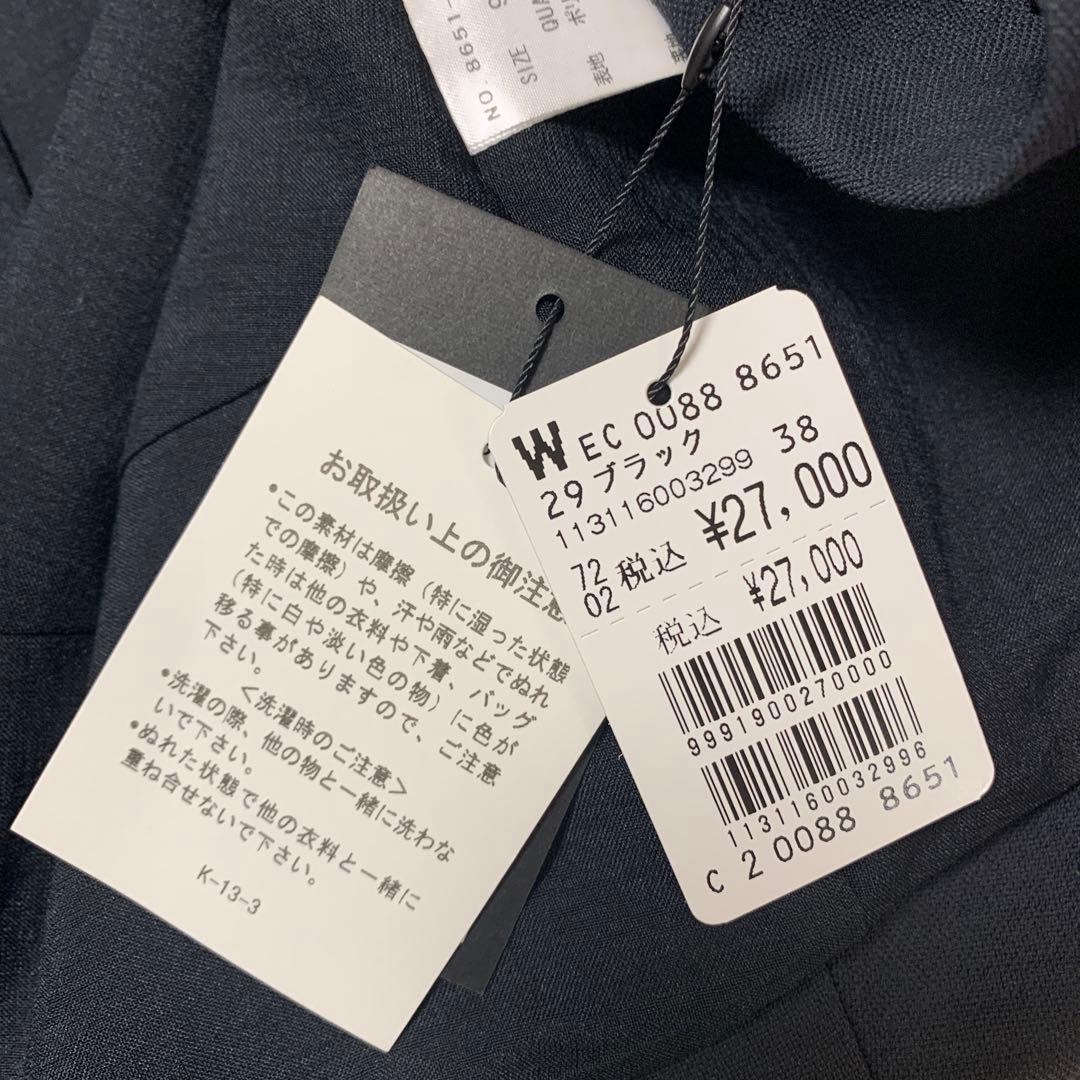 NO. 8651-
SIZE
QUA
表地
お取扱い上の御注意
•この素材は摩擦（特に湿った状態
での摩擦）や、汗や雨などでぬれ
た時は他の衣料や下着、バッグ
（特に白や淡い色の物）に色が
移る事がありますので、ご注意
下さい。
＜洗濯時のご注意＞
•洗濯の際、他の物と一緒に洗わな
いで下さい。
•ぬれた状態で他の衣料と一緒に
重ね合せないで下さい。
K-13-3
W EC 0088 8651
29ブラック 38
113116003299
72 税込 ¥27,000
02
税込 ¥27,000
9991900270000
1131160032996
C 2 0088 8651